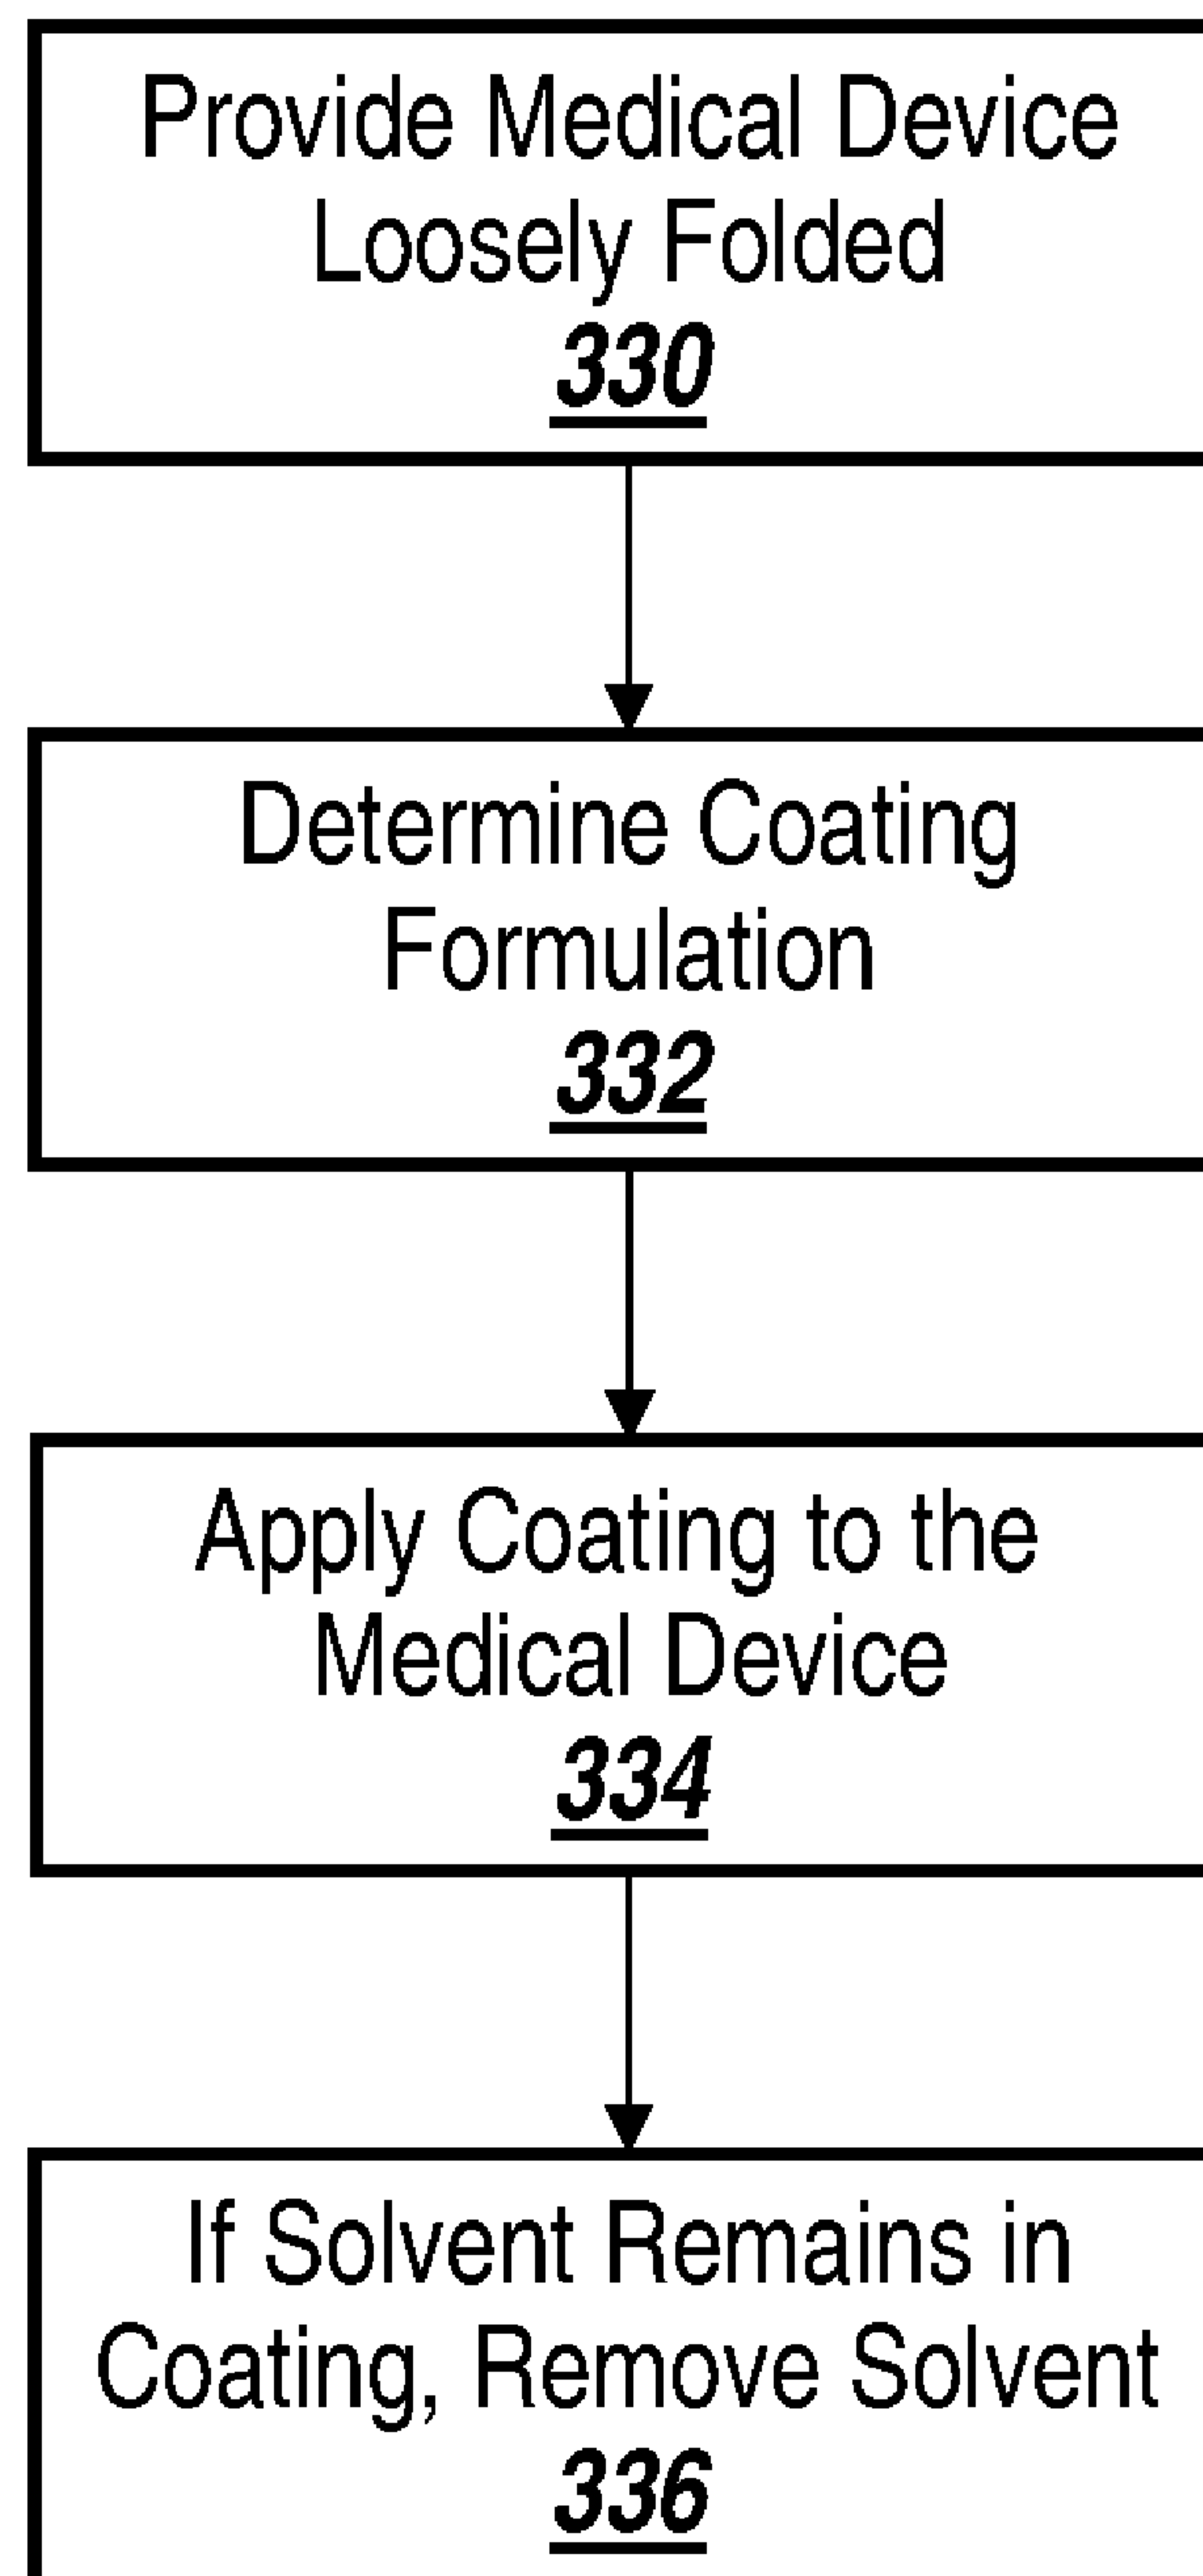 Provide Medical Device
Loosely Folded
330
Determine Coating
Formulation
332
Apply Coating to the
Medical Device
334
If Solvent Remains in
Coating, Remove Solvent
336